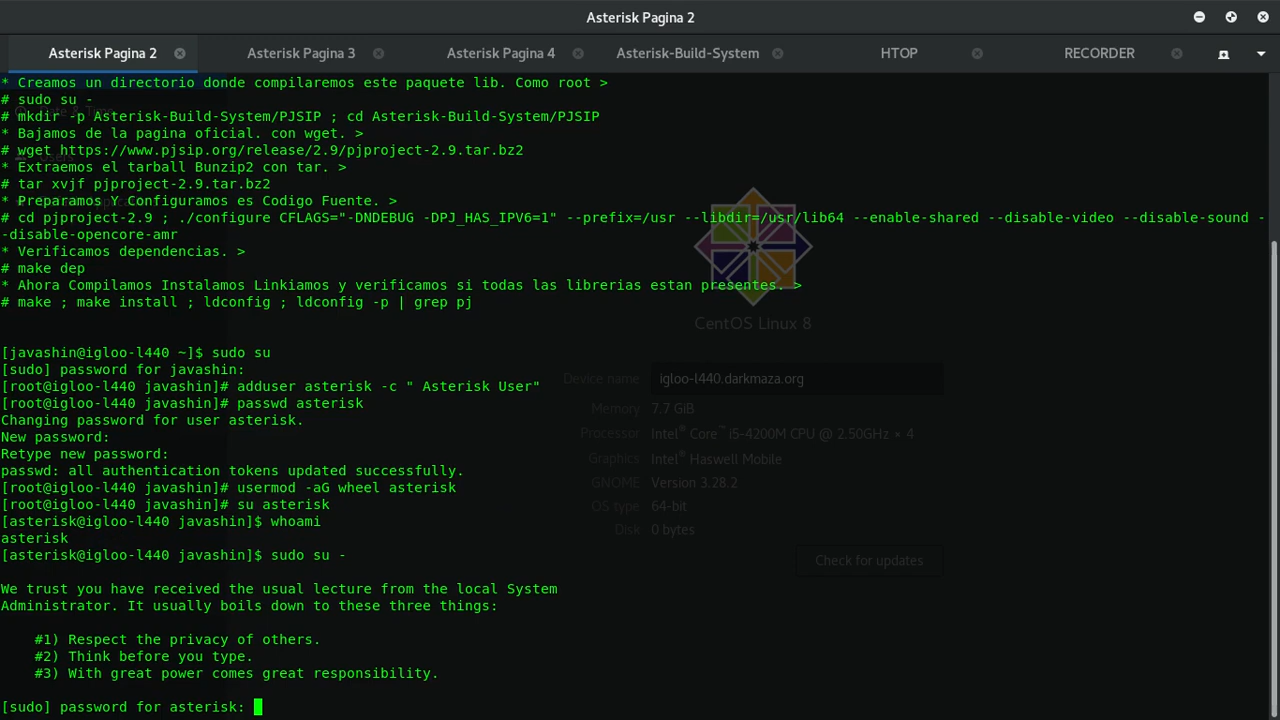 Asterisk Pagina 2
Asterisk Pagina 2
Asterisk Pagina 3
Asterisk Pagina 4
Asterisk-Build-System
HTOP
RECORDER
* Creamos un directorio donde compilaremos este paquete lib. Como root >
# sudo su -
# mkdir -p Asterisk-Build-System/PJSIP ; cd Asterisk-Build-System/PJSIP
* Bajamos de la pagina oficial. con wget. >
# wget https://www.pjsip.org/release/2.9/pjproject-2.9.tar.bz2
* Extraemos el tarball Bunzip2 con tar. >
# tar xvjf pjproject-2.9.tar.bz2
* Preparamos Y Configuramos es Codigo Fuente. >
# cd pjproject-2.9 ; ./configure CFLAGS="-DNDEBUG -DPJ_HAS_IPV6=1" --prefix=/usr --libdir=/usr/lib64 --enable-shared --disable-video --disable-sound -
-disable-opencore-amr
* Verificamos dependencias. >
# make dep
* Ahora Compilamos Instalamos Linkiamos y verificamos si todas las librerias estan presentes. >
# make ; make install ; ldconfig ; ldconfig -p | grep pj
[javashin@igloo-l440 ~]$ sudo su
[sudo] password for javashin:
[root@igloo-l440 javashin]# adduser asterisk -c " Asterisk User"
[root@igloo-l440 javashin]# passwd asterisk
Changing password for user asterisk.
New password:
Retype new password:
passwd: all authentication tokens updated successfully.
[root@igloo-l440 javashin]# usermod -aG wheel asterisk
[root@igloo-l440 javashin]# su asterisk
[asterisk@igloo-l440 javashin]$ whoami
asterisk
[asterisk@igloo-l440 javashin]$ sudo su -
We trust you have received the usual lecture from the local System
Administrator. It usually boils down to these three things:
#1) Respect the privacy of others.
#2) Think before you type.
#3) With great power comes great responsibility.
[sudo] password for asterisk:
CentOS Linux 8
Device name igloo-l440.darkmaza.org
Memory 7.7 GiB
Processor Intel® Core™ i5-4200M CPU @ 2.50GHz × 4
Graphics Intel® Haswell Mobile
GNOME Version 3.28.2
OS type 64-bit
Disk 0 bytes
Check for updates